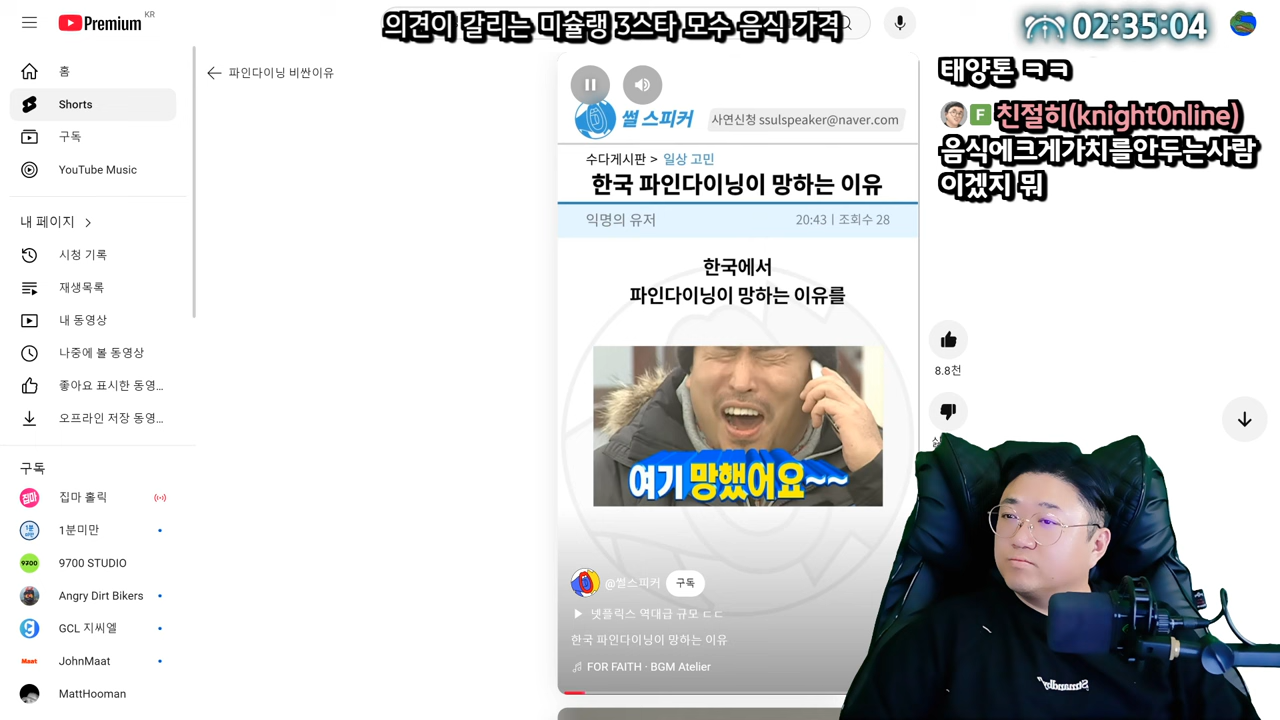 Premium KR
의견이 갈리는 미슐랭 3스타 모수 음식 가격
02:35:04
홈
Shorts
구독
YouTube Music
내 페이지
시청 기록
재생목록
내 동영상
나중에 볼 동영상
좋아요 표시한 동영...
오프라인 저장 동영...
구독
집마 홀릭
1분미만
9700 STUDIO
Angry Dirt Bikers
GCL 지씨엘
JohnMaat
MattHooman
파인다이닝 비싼이유
썰 스피커
사연신청 ssulspeaker@naver.com
수다게시판 > 일상 고민
한국 파인다이닝이 망하는 이유
익명의 유저
20:43 | 조회수 28
한국에서
파인다이닝이 망하는 이유를
여기 망했어요~~
@썰스피커
구독
넷플릭스 역대급 규모 ㄷㄷ
한국 파인다이닝이 망하는 이유
FOR FAITH · BGM Atelier
태양톤 ㅋㅋ
F 친절히(knight0nline)
음식에크게가치를안두는사람
이겠지 뭐
8.8천